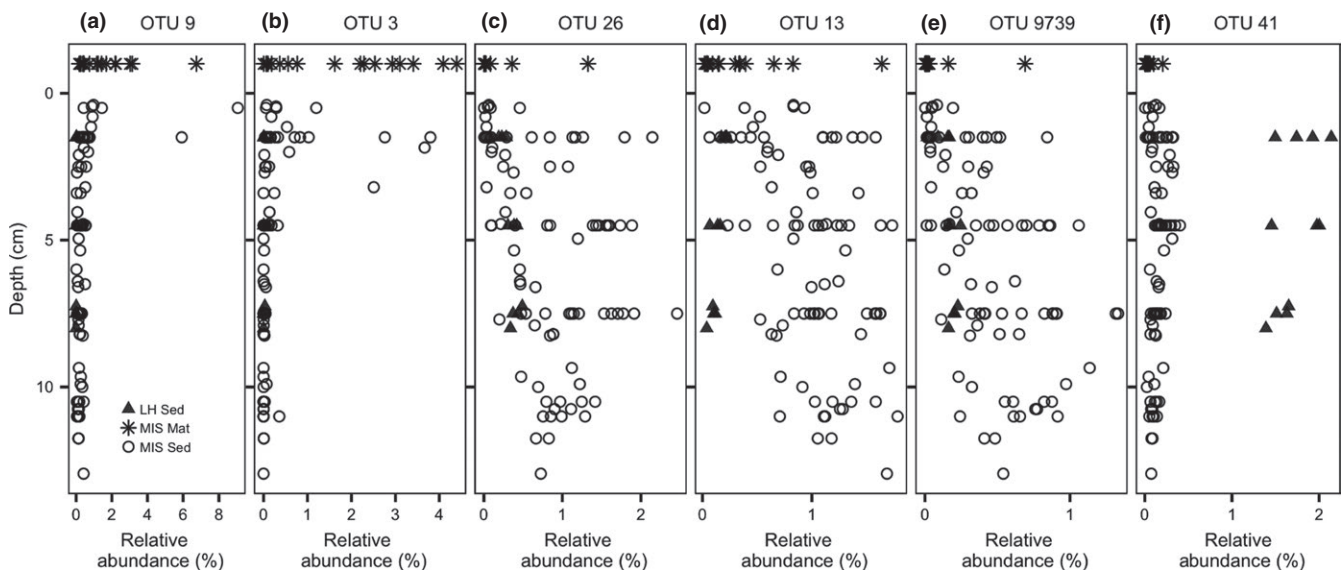 (a) OTU 9
(b) OTU 3
(c) OTU 26
(d) OTU 13
(e) OTU 9739
(f) OTU 41
Depth (cm)
0
5
10
LH Sed
MIS Mat
MIS Sed
0 2 4 6 8
0 1 2 3 4
0 1 2
0 1
0 1
0 1 2
Relative
abundance (%)
Relative
abundance (%)
Relative
abundance (%)
Relative
abundance (%)
Relative
abundance (%)
Relative
abundance (%)